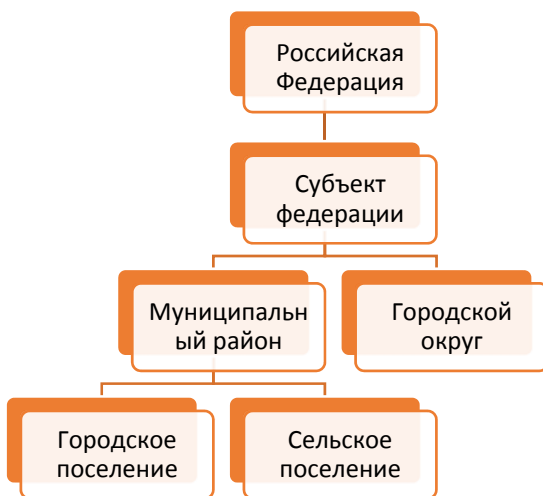 Российская
Федерация
Субъект
федерации
Муниципальн
ый район
Городской
округ
Городское
поселение
Сельское
поселение